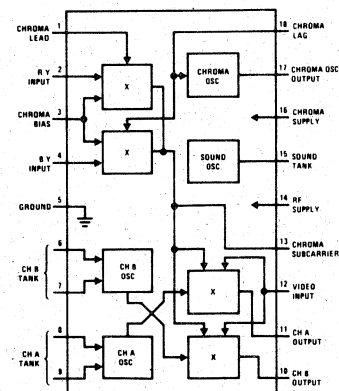 CHROMA
LEAD
1
R Y
INPUT
2
CHROMA
BIAS
3
B Y
INPUT
4
GROUND
5
CH B
TANK
6
7
CH A
TANK
8
9
X
X
CHROMA
OSC
SOUND
OSC
CH B
OSC
CH A
OSC
X
X
18
CHROMA
LAG
17
CHROMA OSC
OUTPUT
16
CHROMA
SUPPLY
15
SOUND
TANK
14
RF
SUPPLY
13
CHROMA
SUBCARRIER
12
VIDEO
INPUT
11
CH A
OUTPUT
10
CH B
OUTPUT